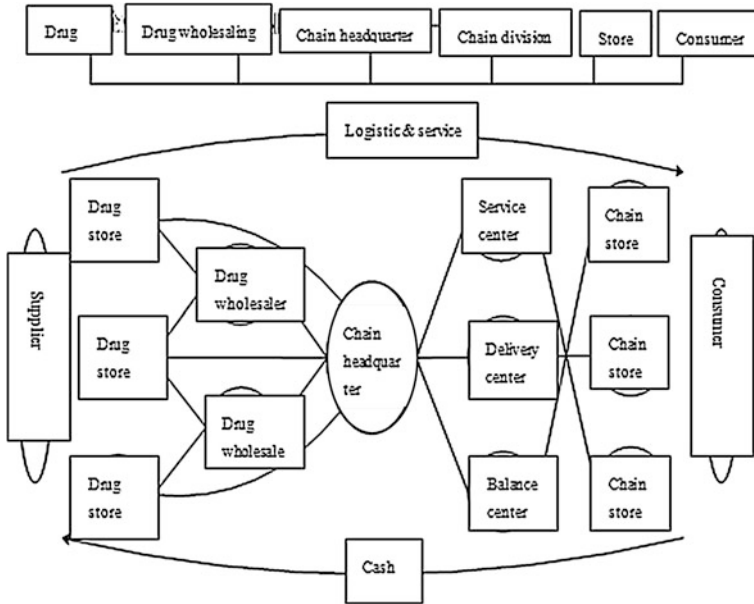 Drug
Drug wholesaling
Chain headquarter
Chain division
Store
Consumer
Logistic & service
Supplier
Drug
store
Drug
wholesaler
Drug
store
Drug
wholesale
Drug
store
Chain
headquar
ter
Service
center
Delivery
center
Balance
center
Chain
store
Chain
store
Chain
store
Consumer
Cash